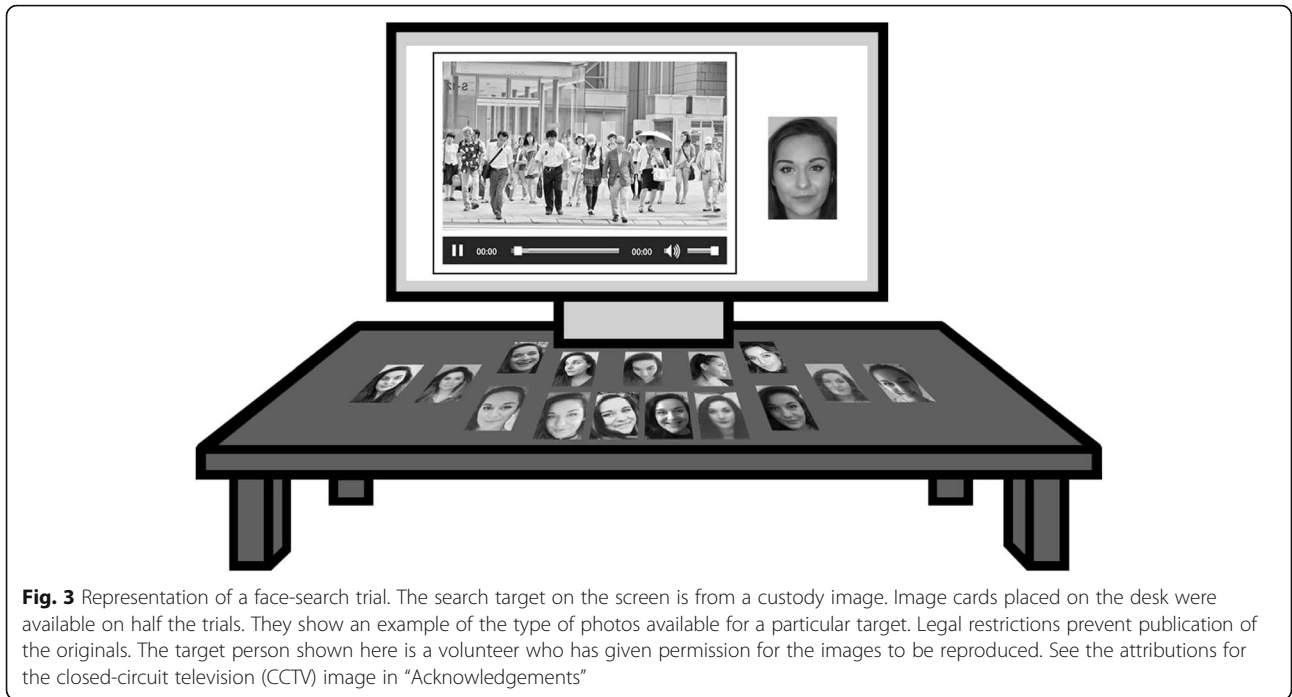 S-12
00:00
00:00
Fig. 3 Representation of a face-search trial. The search target on the screen is from a custody image. Image cards placed on the desk were
available on half the trials. They show an example of the type of photos available for a particular target. Legal restrictions prevent publication of
the originals. The target person shown here is a volunteer who has given permission for the images to be reproduced. See the attributions for
the closed-circuit television (CCTV) image in “Acknowledgements”